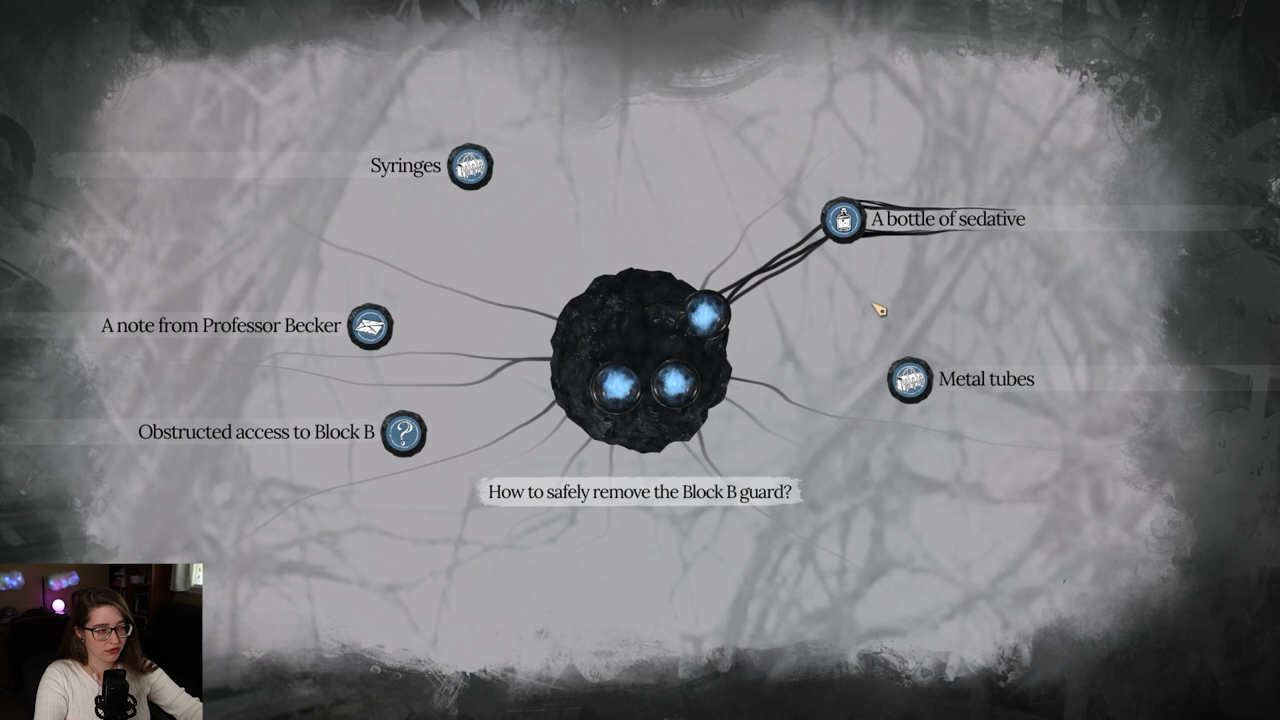 Syringes
A bottle of sedative
A note from Professor Becker
Metal tubes
Obstructed access to Block B
?
How to safely remove the Block B guard?